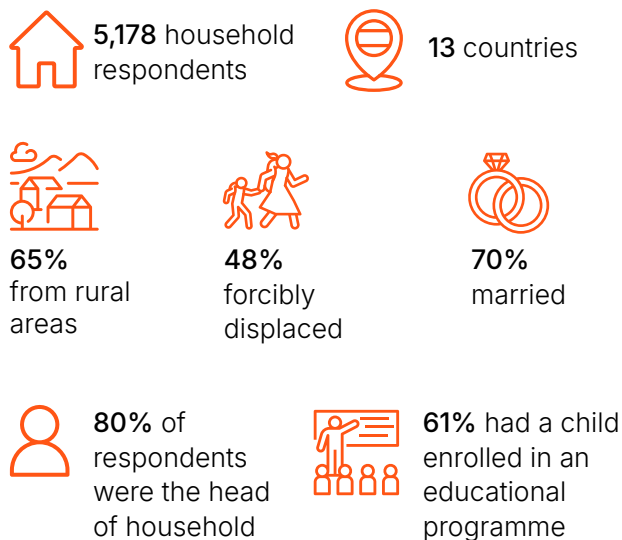 5,178 household
respondents
13 countries
65%
from rural
areas
48%
forcibly
displaced
70%
married
80% of
respondents
were the head
of household
61% had a child
enrolled in an
educational
programme